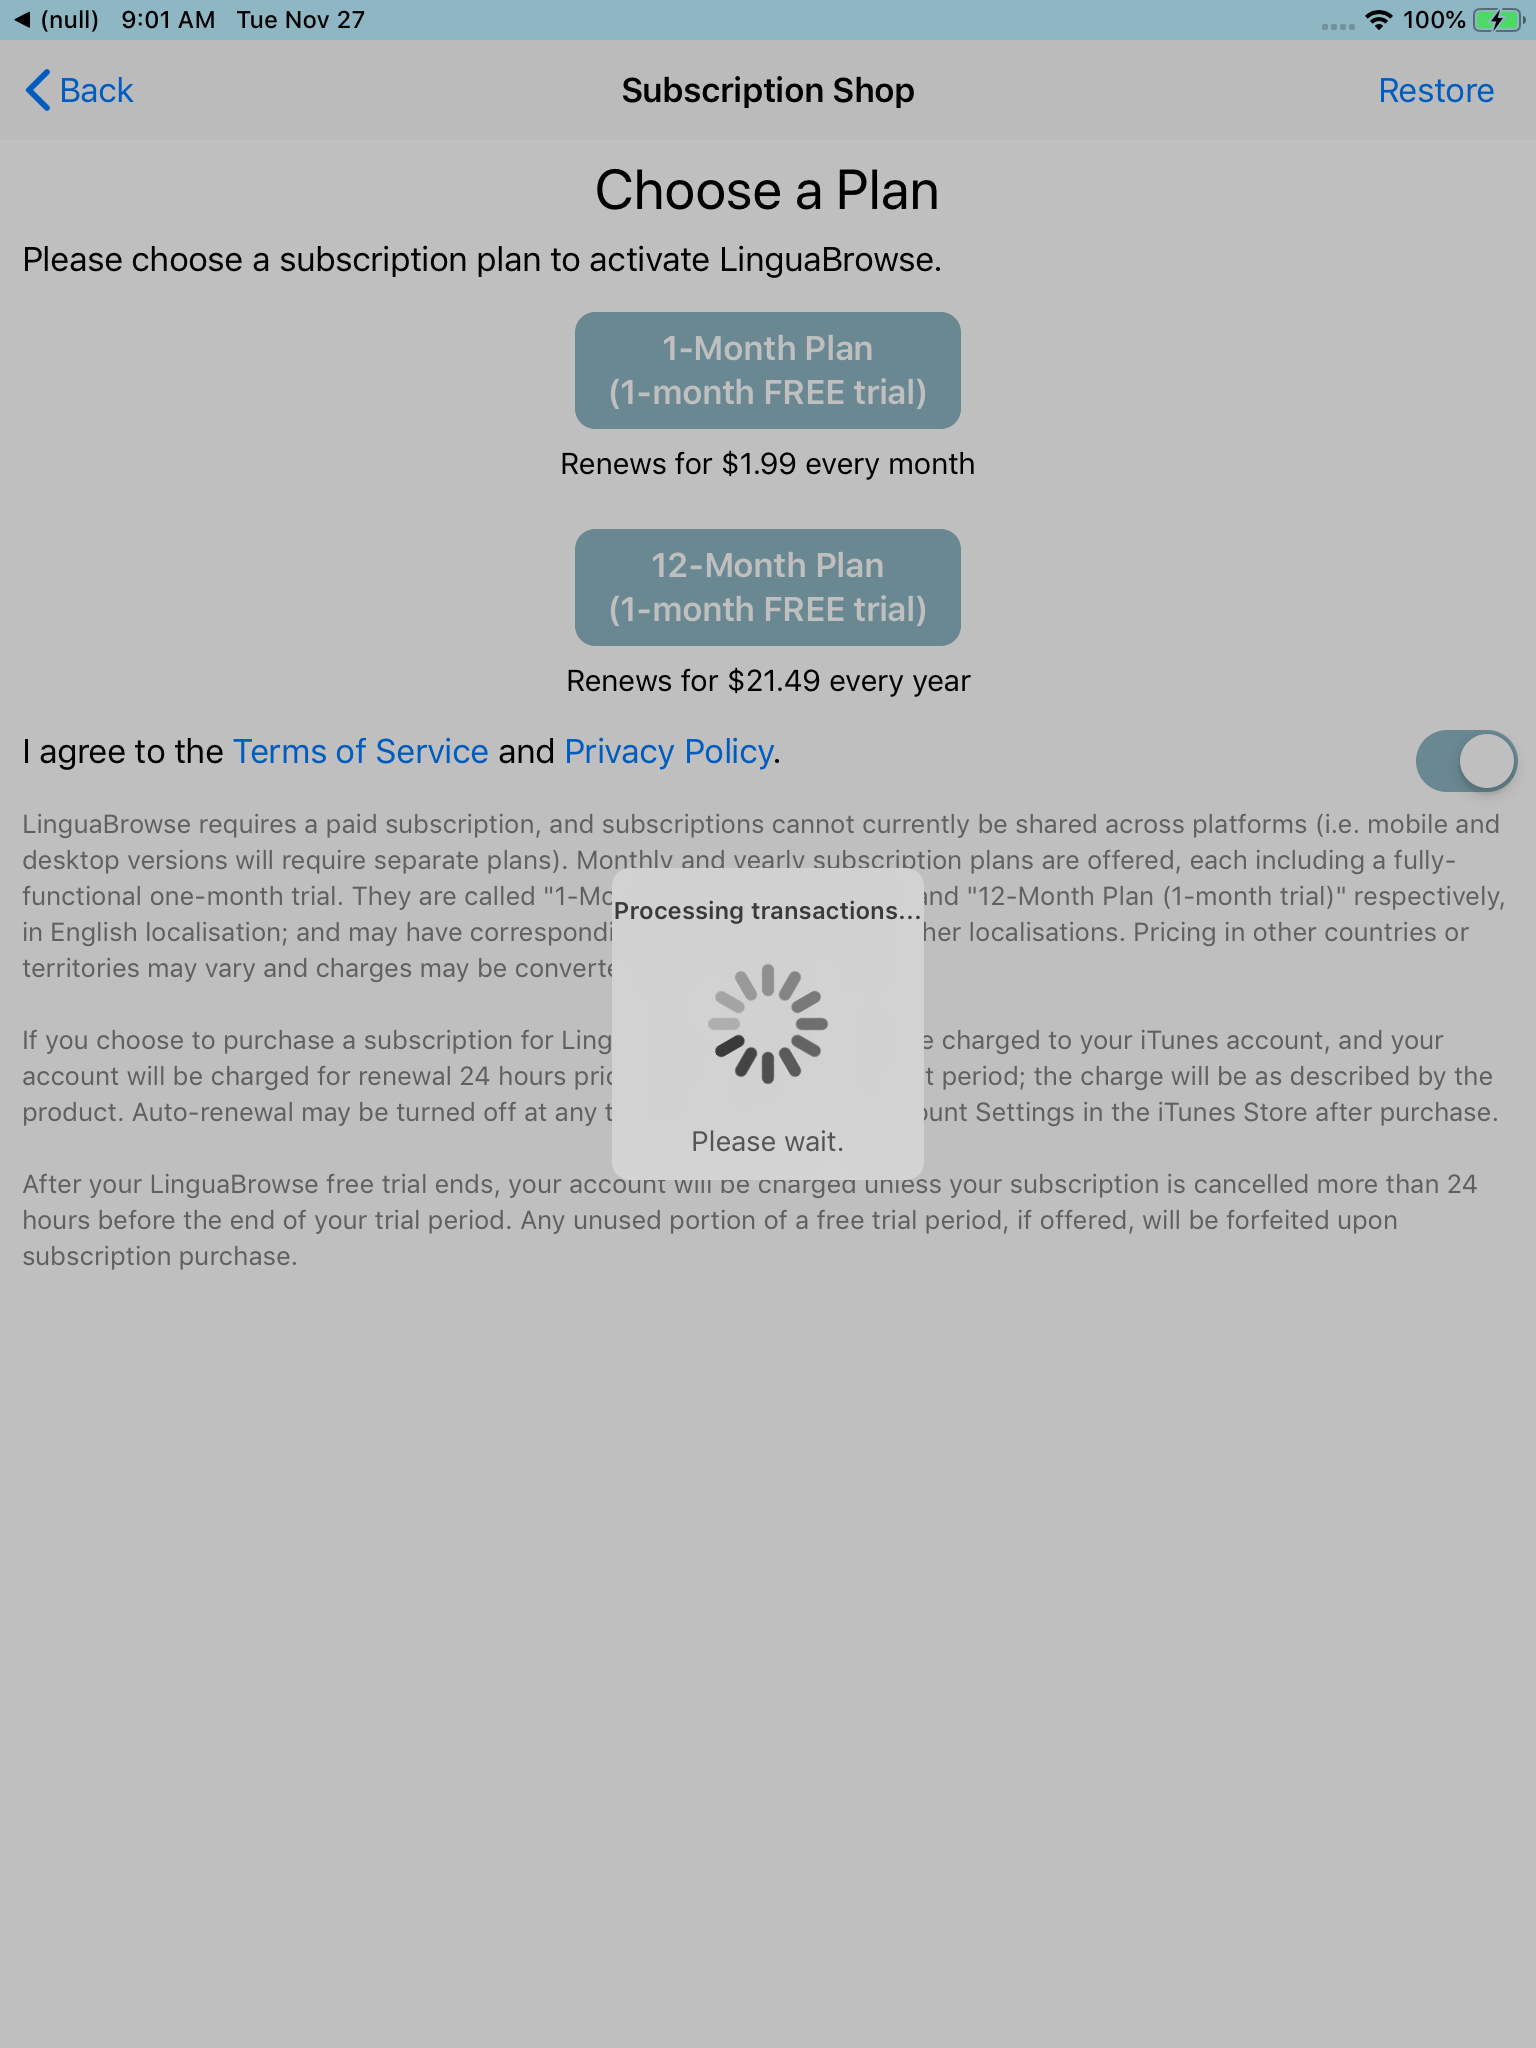 (null) 9:01 AM Tue Nov 27 100%
Back Subscription Shop Restore
Choose a Plan
Please choose a subscription plan to activate LinguaBrowse.
1-Month Plan
(1-month FREE trial)
Renews for $1.99 every month
12-Month Plan
(1-month FREE trial)
Renews for $21.49 every year
I agree to the Terms of Service and Privacy Policy.
LinguaBrowse requires a paid subscription, and subscriptions cannot currently be shared across platforms (i.e. mobile and
desktop versions will require separate plans). Monthly and yearly subscription plans are offered, each including a fully-
functional one-month trial. They are called "1-Mo nd "12-Month Plan (1-month trial)" respectively,
in English localisation; and may have correspondi her localisations. Pricing in other countries or
territories may vary and charges may be converte
If you choose to purchase a subscription for Ling e charged to your iTunes account, and your
account will be charged for renewal 24 hours prio t period; the charge will be as described by the
product. Auto-renewal may be turned off at any t unt Settings in the iTunes Store after purchase.
After your LinguaBrowse free trial ends, your account will be charged unless your subscription is cancelled more than 24
hours before the end of your trial period. Any unused portion of a free trial period, if offered, will be forfeited upon
subscription purchase.
Processing transactions...
Please wait.